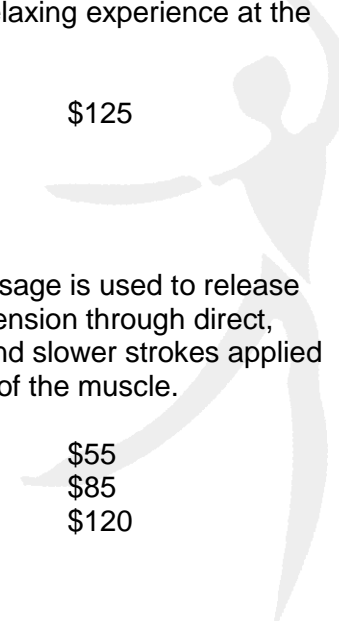 elaxing experience at the
$125
sage is used to release
ension through direct,
nd slower strokes applied
of the muscle.
$55
$85
$120